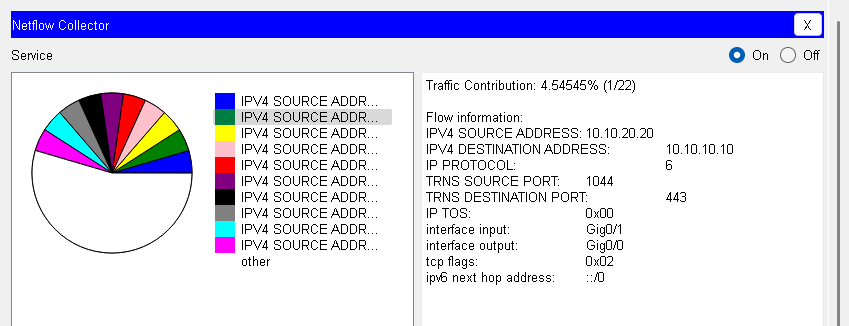 Netflow Collector
X
Service
On
Off
IPV4 SOURCE ADDR...
IPV4 SOURCE ADDR...
IPV4 SOURCE ADDR...
IPV4 SOURCE ADDR...
IPV4 SOURCE ADDR...
IPV4 SOURCE ADDR...
IPV4 SOURCE ADDR...
IPV4 SOURCE ADDR...
IPV4 SOURCE ADDR...
IPV4 SOURCE ADDR...
other
Traffic Contribution: 4.54545% (1/22)
Flow information:
IPV4 SOURCE ADDRESS: 10.10.20.20
IPV4 DESTINATION ADDRESS: 10.10.10.10
IP PROTOCOL: 6
TRNS SOURCE PORT: 1044
TRNS DESTINATION PORT: 443
IP TOS: 0x00
interface input: Gig0/1
interface output: Gig0/0
tcp flags: 0x02
ipv6 next hop address: ::/0